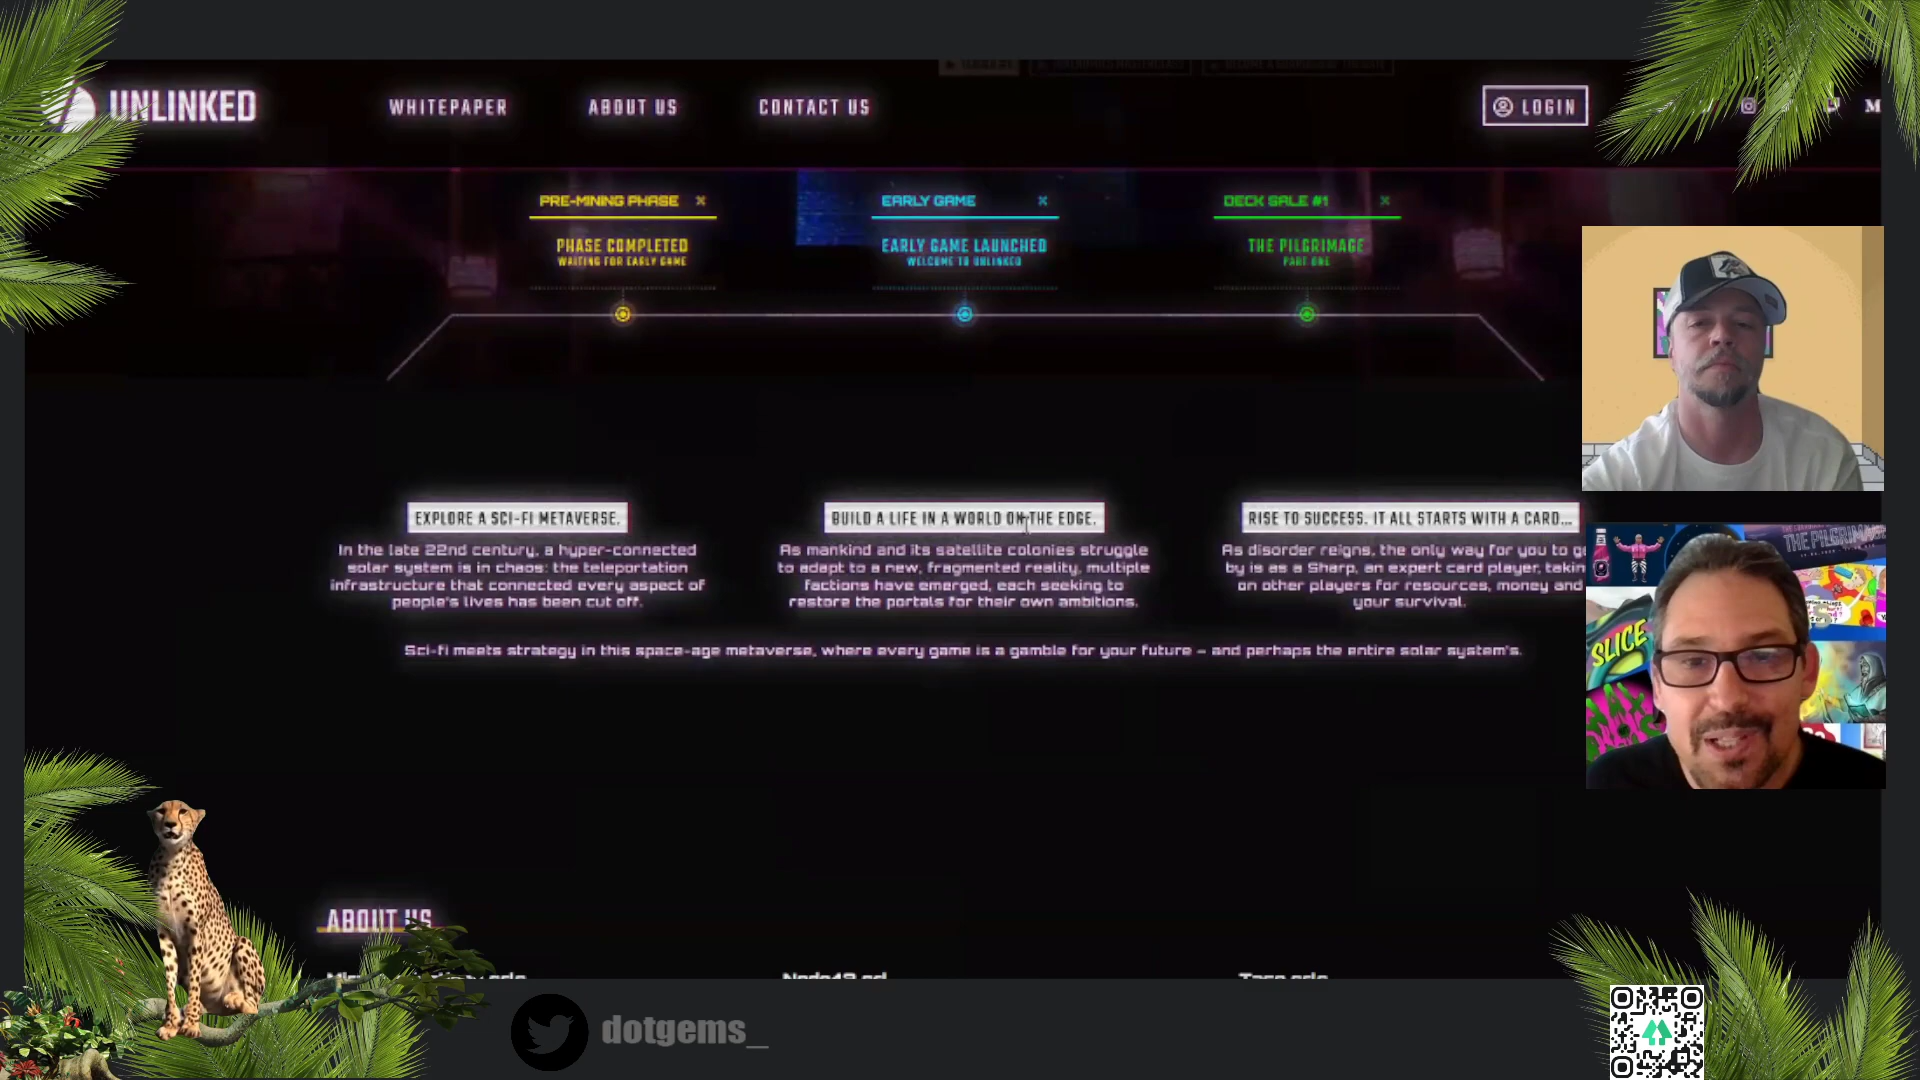 UNLINKED
WHITEPAPER
ABOUT US
CONTACT US
LOGIN
PRE-MINING PHASE x
PHASE COMPLETED
WAITING FOR EARLY GAME
EARLY GAME x
EARLY GAME LAUNCHED
WELCOME TO UNLINKED
DECK SALE #1 x
THE PILGRIMAGE
PART ONE
EXPLORE A SCI-FI METAVERSE.
In the late 22nd century, a hyper-connected
solar system is in chaos: the teleportation
infrastructure that connected every aspect of
people's lives has been cut off.
BUILD A LIFE IN A WORLD ON THE EDGE.
As mankind and its satellite colonies struggle
to adapt to a new, fragmented reality, multiple
factions have emerged, each seeking to
restore the portals for their own ambitions.
RISE TO SUCCESS. IT ALL STARTS WITH A CARD...
As disorder reigns, the only way for you to
by is as a Sharp, an expert card player,
on other players for resources, money and
your survival.
Sci-fi meets strategy in this space-age metaverse, where every game is a gamble for your future – and perhaps the entire solar system's.
THE PILGRIMAGE
SLICE
ABOUT US
dotgems_